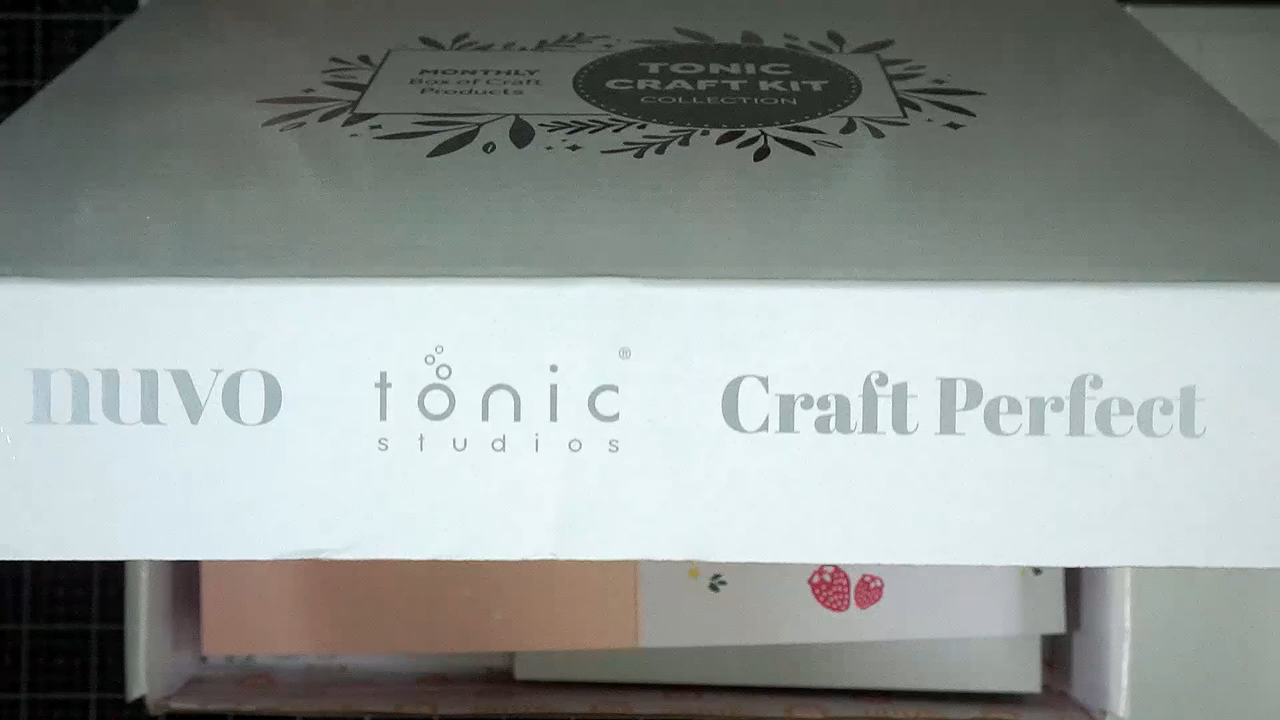 MONTHLY
Box of Craft
Products
TONIC
CRAFT KIT
COLLECTION
nuvo
tonic®
studios
Craft Perfect